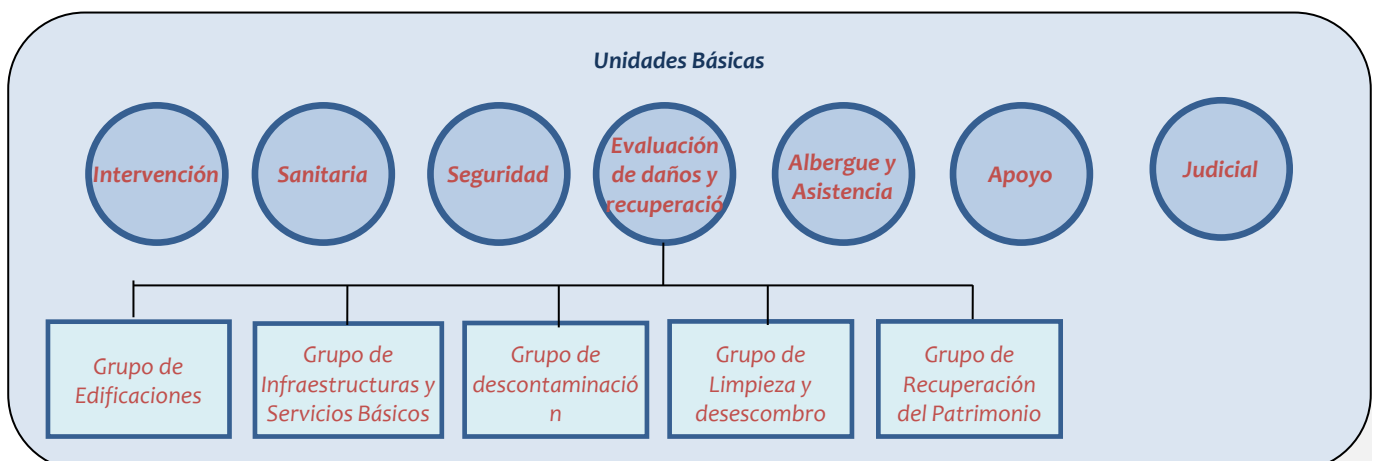 Unidades Básicas
Intervención
Sanitaria
Seguridad
Evaluación
de daños y
recuperació
Albergue y
Asistencia
Apoyo
Judicial
Grupo de
Edificaciones
Grupo de
Infraestructuras y
Servicios Básicos
Grupo de
descontaminació
n
Grupo de
Limpieza y
desescombro
Grupo de
Recuperación
del Patrimonio